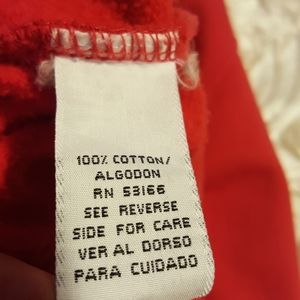 100% COTTON/
ALGODON
RN 53166
SEE REVERSE
SIDE FOR CARE
VER AL DORSO
PARA CUIDADO